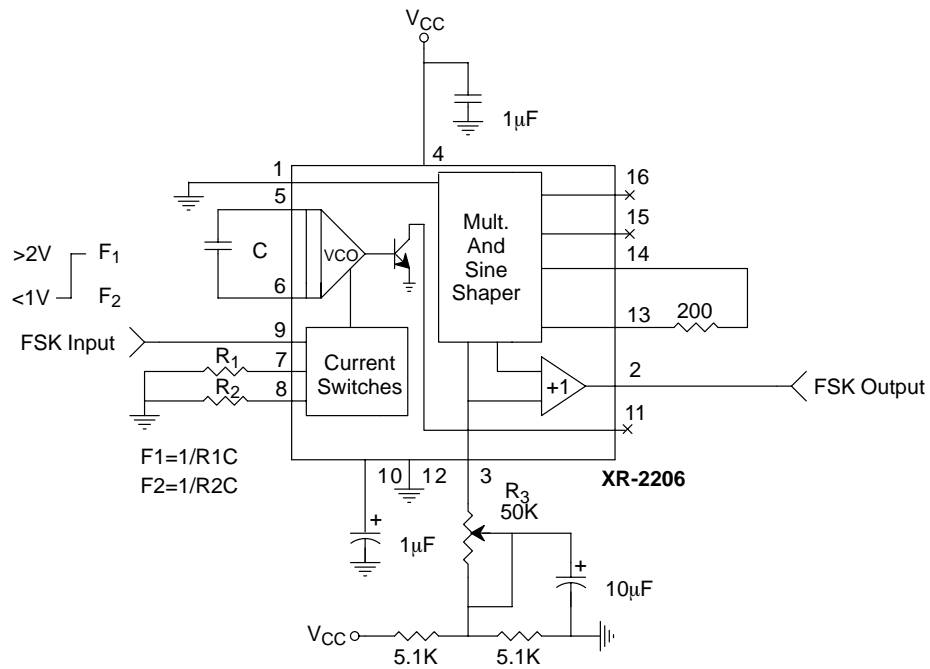 VCC
1µF
4
1
16
5
15
Mult.
And
Sine
Shaper
>2V F1
C
VCO
14
<1V F2
6
13
200
FSK Input
9
Current
Switches
R1
7
R2
8
+1
2
FSK Output
11
F1=1/R1C
F2=1/R2C
10 12
3
XR-2206
R3
50K
+
1µF
+
10µF
VCC
5.1K
5.1K